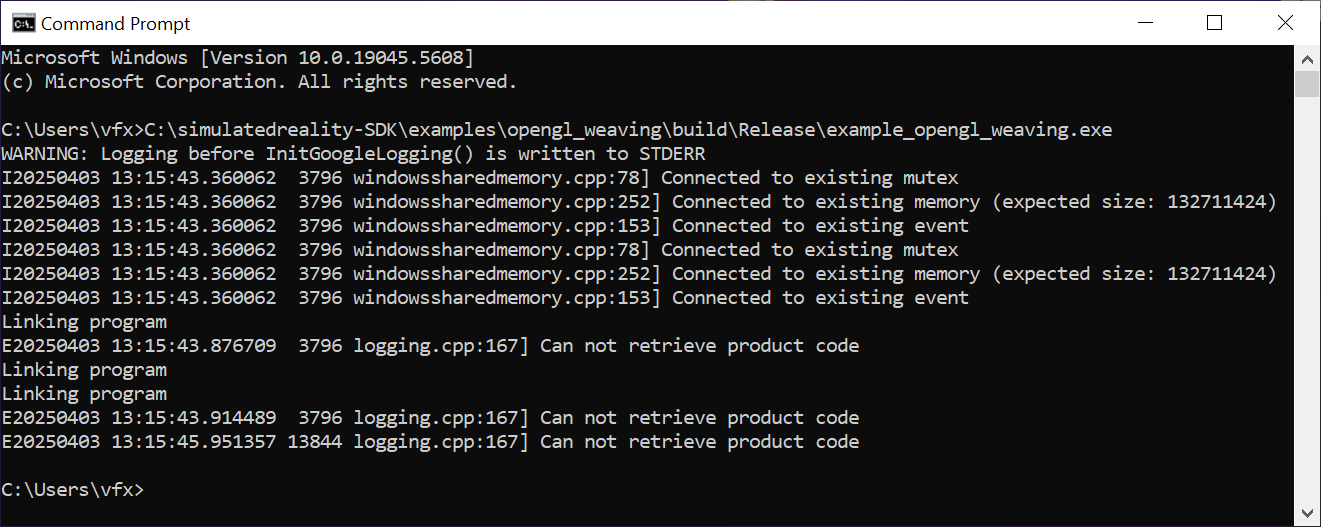 Command Prompt
Microsoft Windows [Version 10.0.19045.5608]
(c) Microsoft Corporation. All rights reserved.
C:\Users\vfx>C:\simulatedreality-SDK\examples\opengl_weaving\build\Release\example_opengl_weaving.exe
WARNING: Logging before InitGoogleLogging() is written to STDERR
I20250403 13:15:43.360062  3796 windowssharedmemory.cpp:78] Connected to existing mutex
I20250403 13:15:43.360062  3796 windowssharedmemory.cpp:252] Connected to existing memory (expected size: 132711424)
I20250403 13:15:43.360062  3796 windowssharedmemory.cpp:153] Connected to existing event
I20250403 13:15:43.360062  3796 windowssharedmemory.cpp:78] Connected to existing mutex
I20250403 13:15:43.360062  3796 windowssharedmemory.cpp:252] Connected to existing memory (expected size: 132711424)
I20250403 13:15:43.360062  3796 windowssharedmemory.cpp:153] Connected to existing event
Linking program
E20250403 13:15:43.876709  3796 logging.cpp:167] Can not retrieve product code
Linking program
Linking program
E20250403 13:15:43.914489  3796 logging.cpp:167] Can not retrieve product code
E20250403 13:15:45.951357 13844 logging.cpp:167] Can not retrieve product code
C:\Users\vfx>